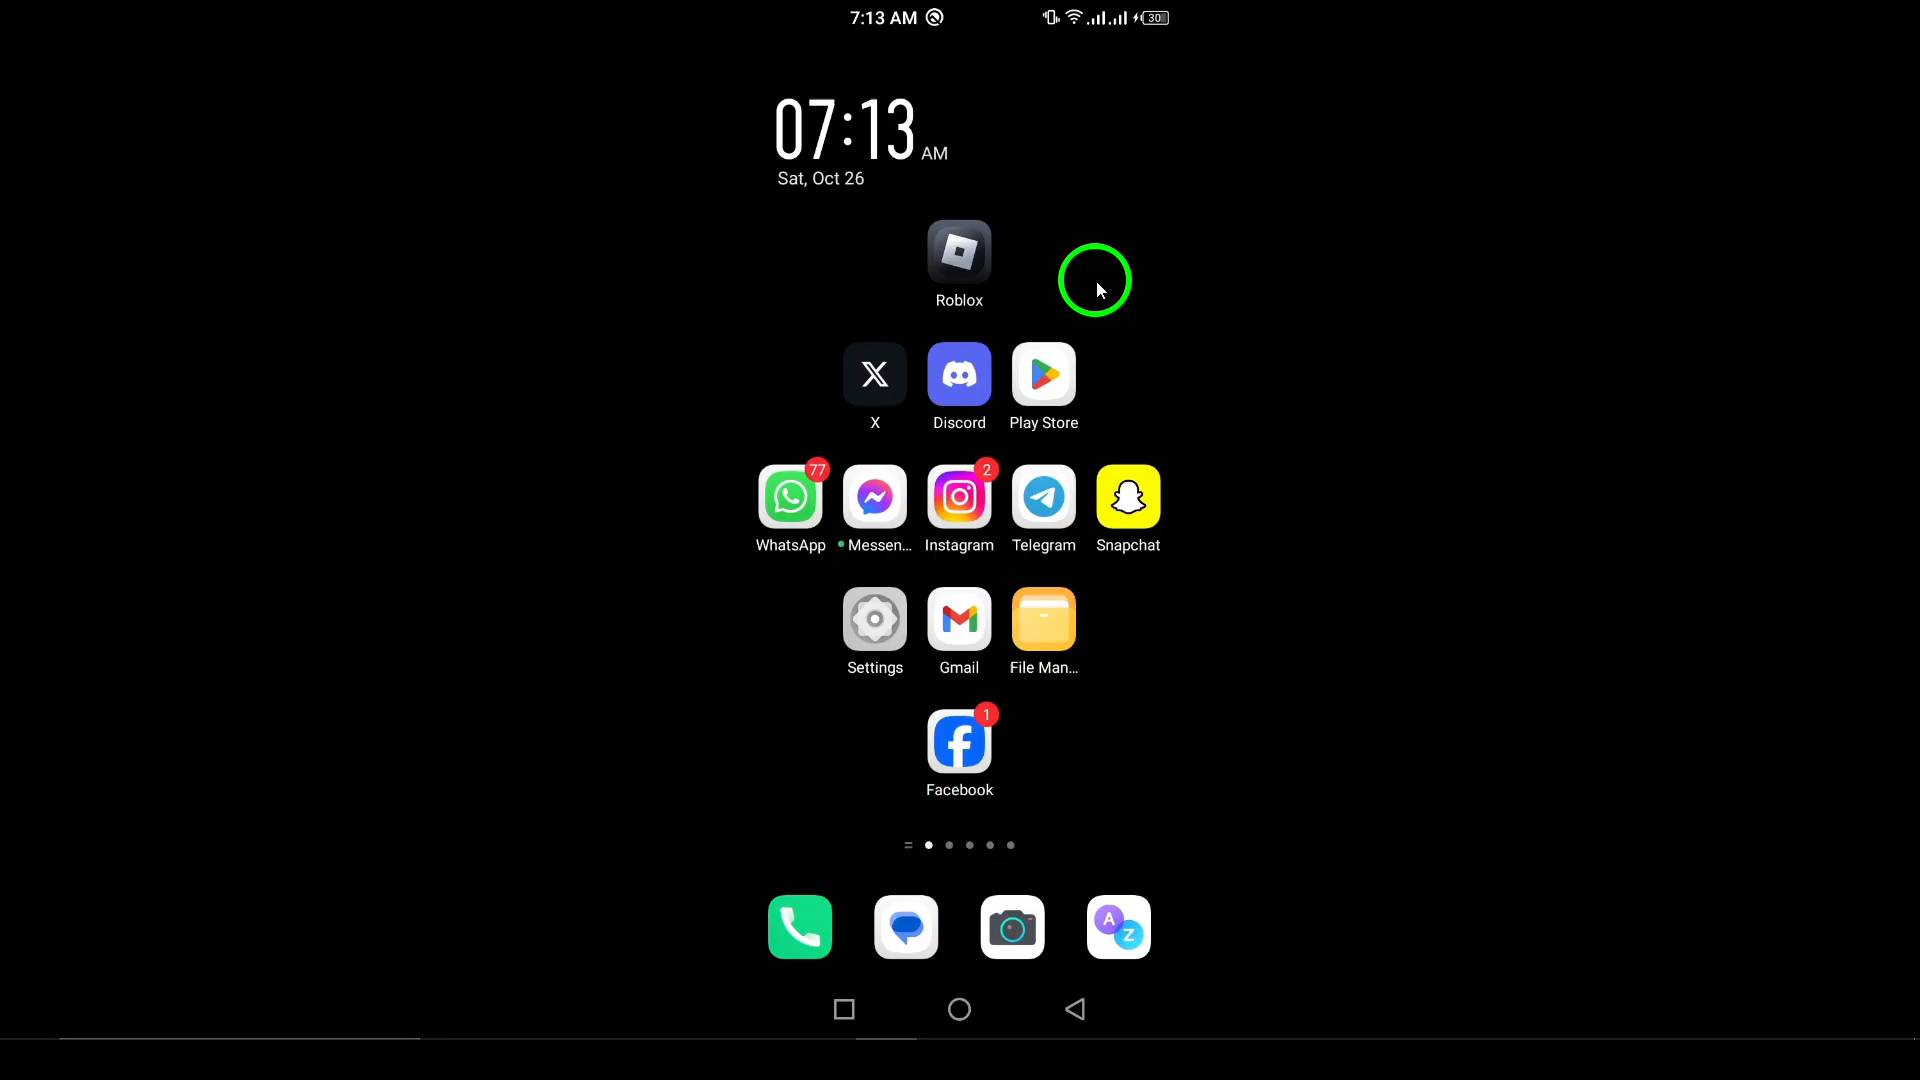 7:13 AM
30
07:13 AM
Sat, Oct 26
Roblox
X
Discord
Play Store
77
2
WhatsApp
Messen...
Instagram
Telegram
Snapchat
Settings
Gmail
File Man...
1
Facebook
A
Z